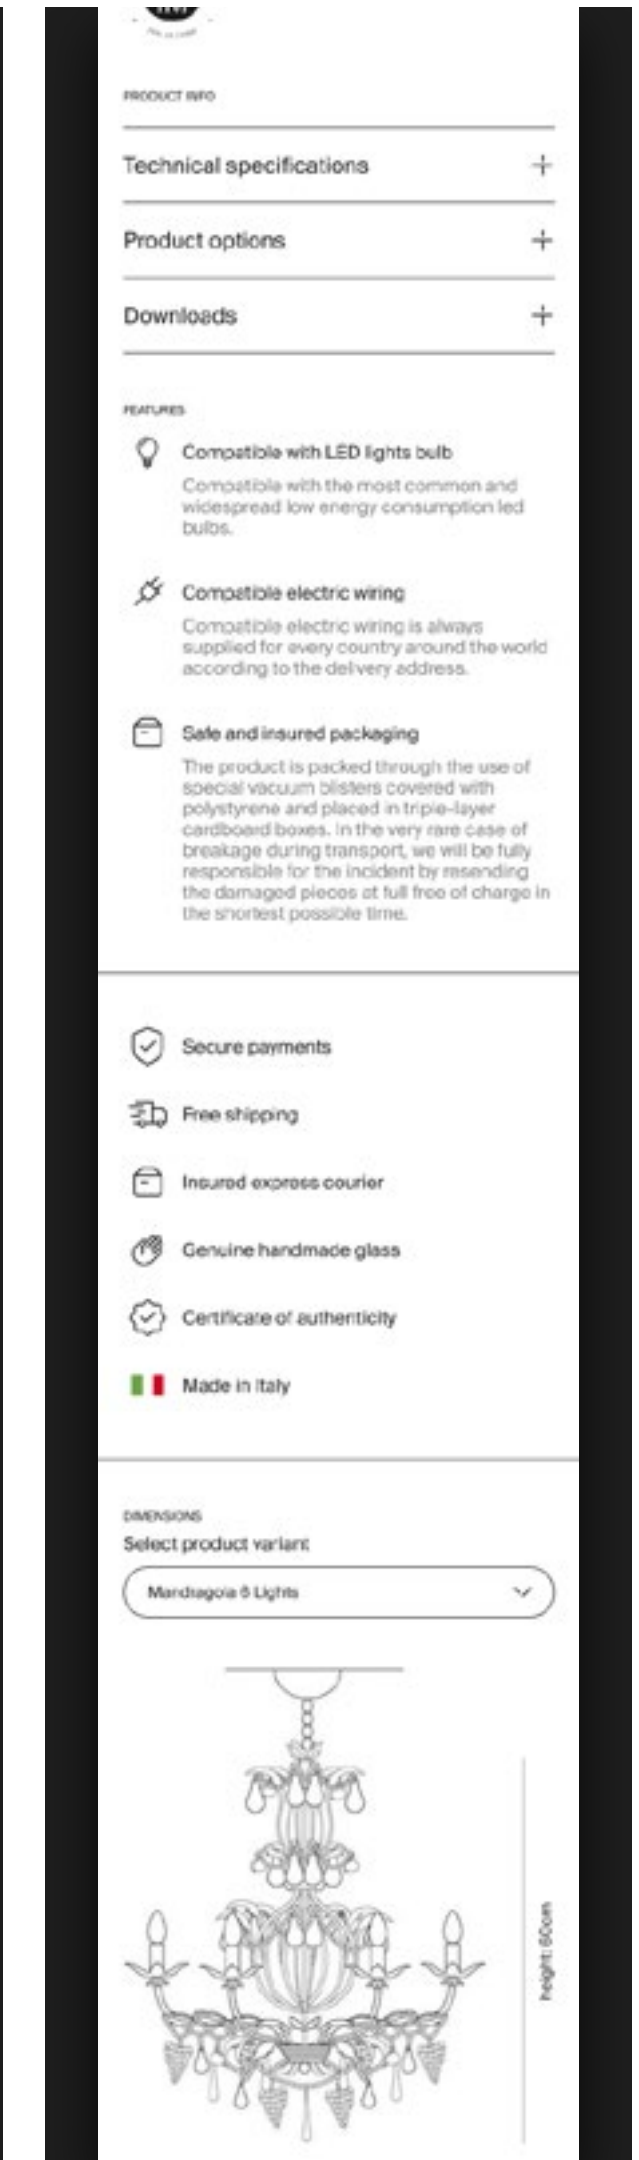 PRODUCT INFO
Technical specifications
Product options
Downloads
FEATURES
Compatible with LED lights bulb
Compatible with the most common and
widespread low energy consumption led
bulbs.
Compatible electric wiring
Compatible electric wiring is always
supplied for every country around the world
according to the delivery address.
Safe and insured packaging
The product is packed through the use of
special vacuum blisters covered with
polystyrene and placed in triple-layer
cardboard boxes. In the very rare case of
breakage during transport, we will be fully
responsible for the incident by resending
the damaged pieces at full free of charge in
the shortest possible time.
Secure payments
Free shipping
Insured express courier
Genuine handmade glass
Certificate of authenticity
Made in Italy
DIMENSIONS
Select product variant
Mandragola 6 Lights
height: 60cm